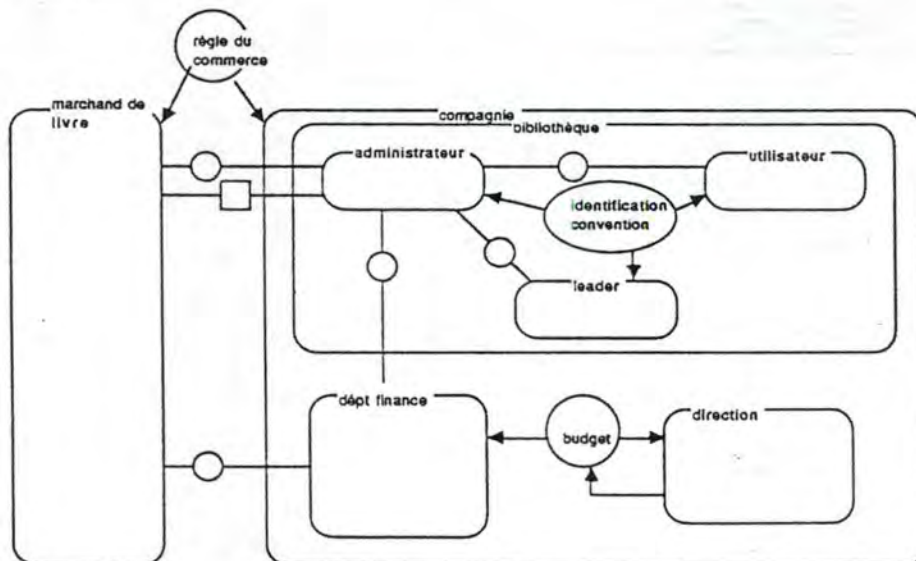 règle du
commerce
marchand de
livre
compagnie
bibliothèque
administrateur
utilisateur
identification
convention
leader
dépt finance
budget
direction